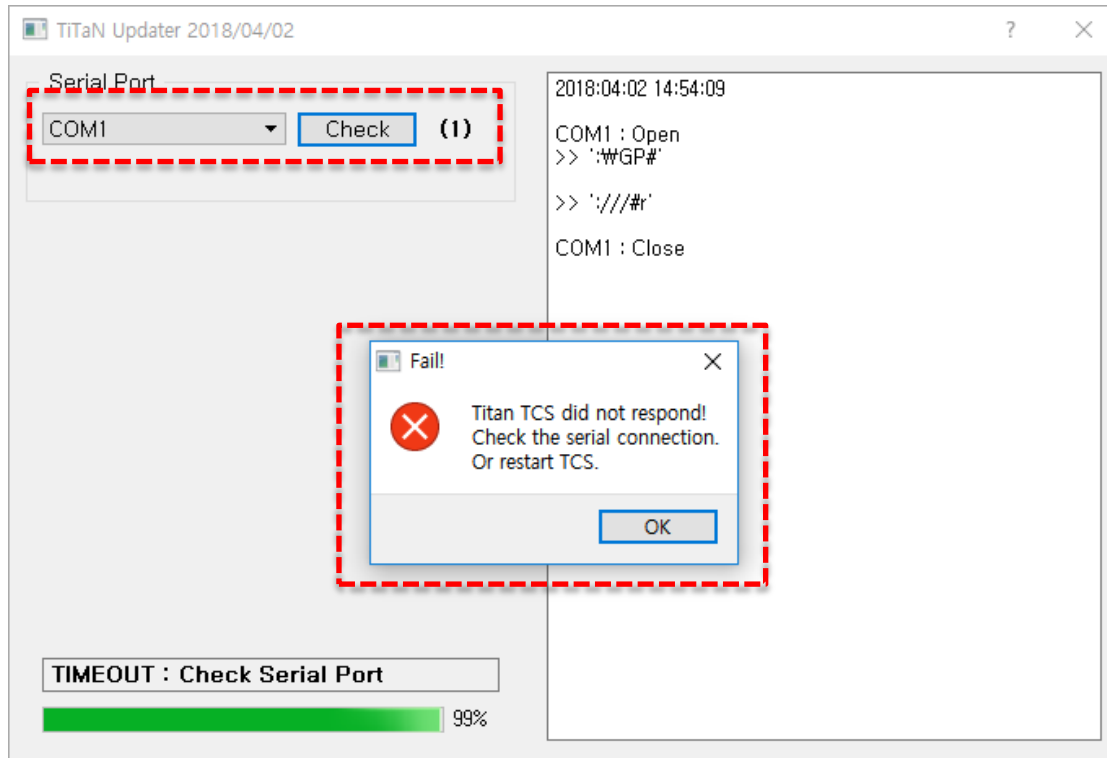 TiTaN Updater 2018/04/02
Serial Port
COM1
Check
(1)
2018:04:02 14:54:09
COM1 : Open
>> ':₩GP#'
>> ':///#r'
COM1 : Close
Fail!
Titan TCS did not respond!
Check the serial connection.
Or restart TCS.
OK
TIMEOUT : Check Serial Port
99%